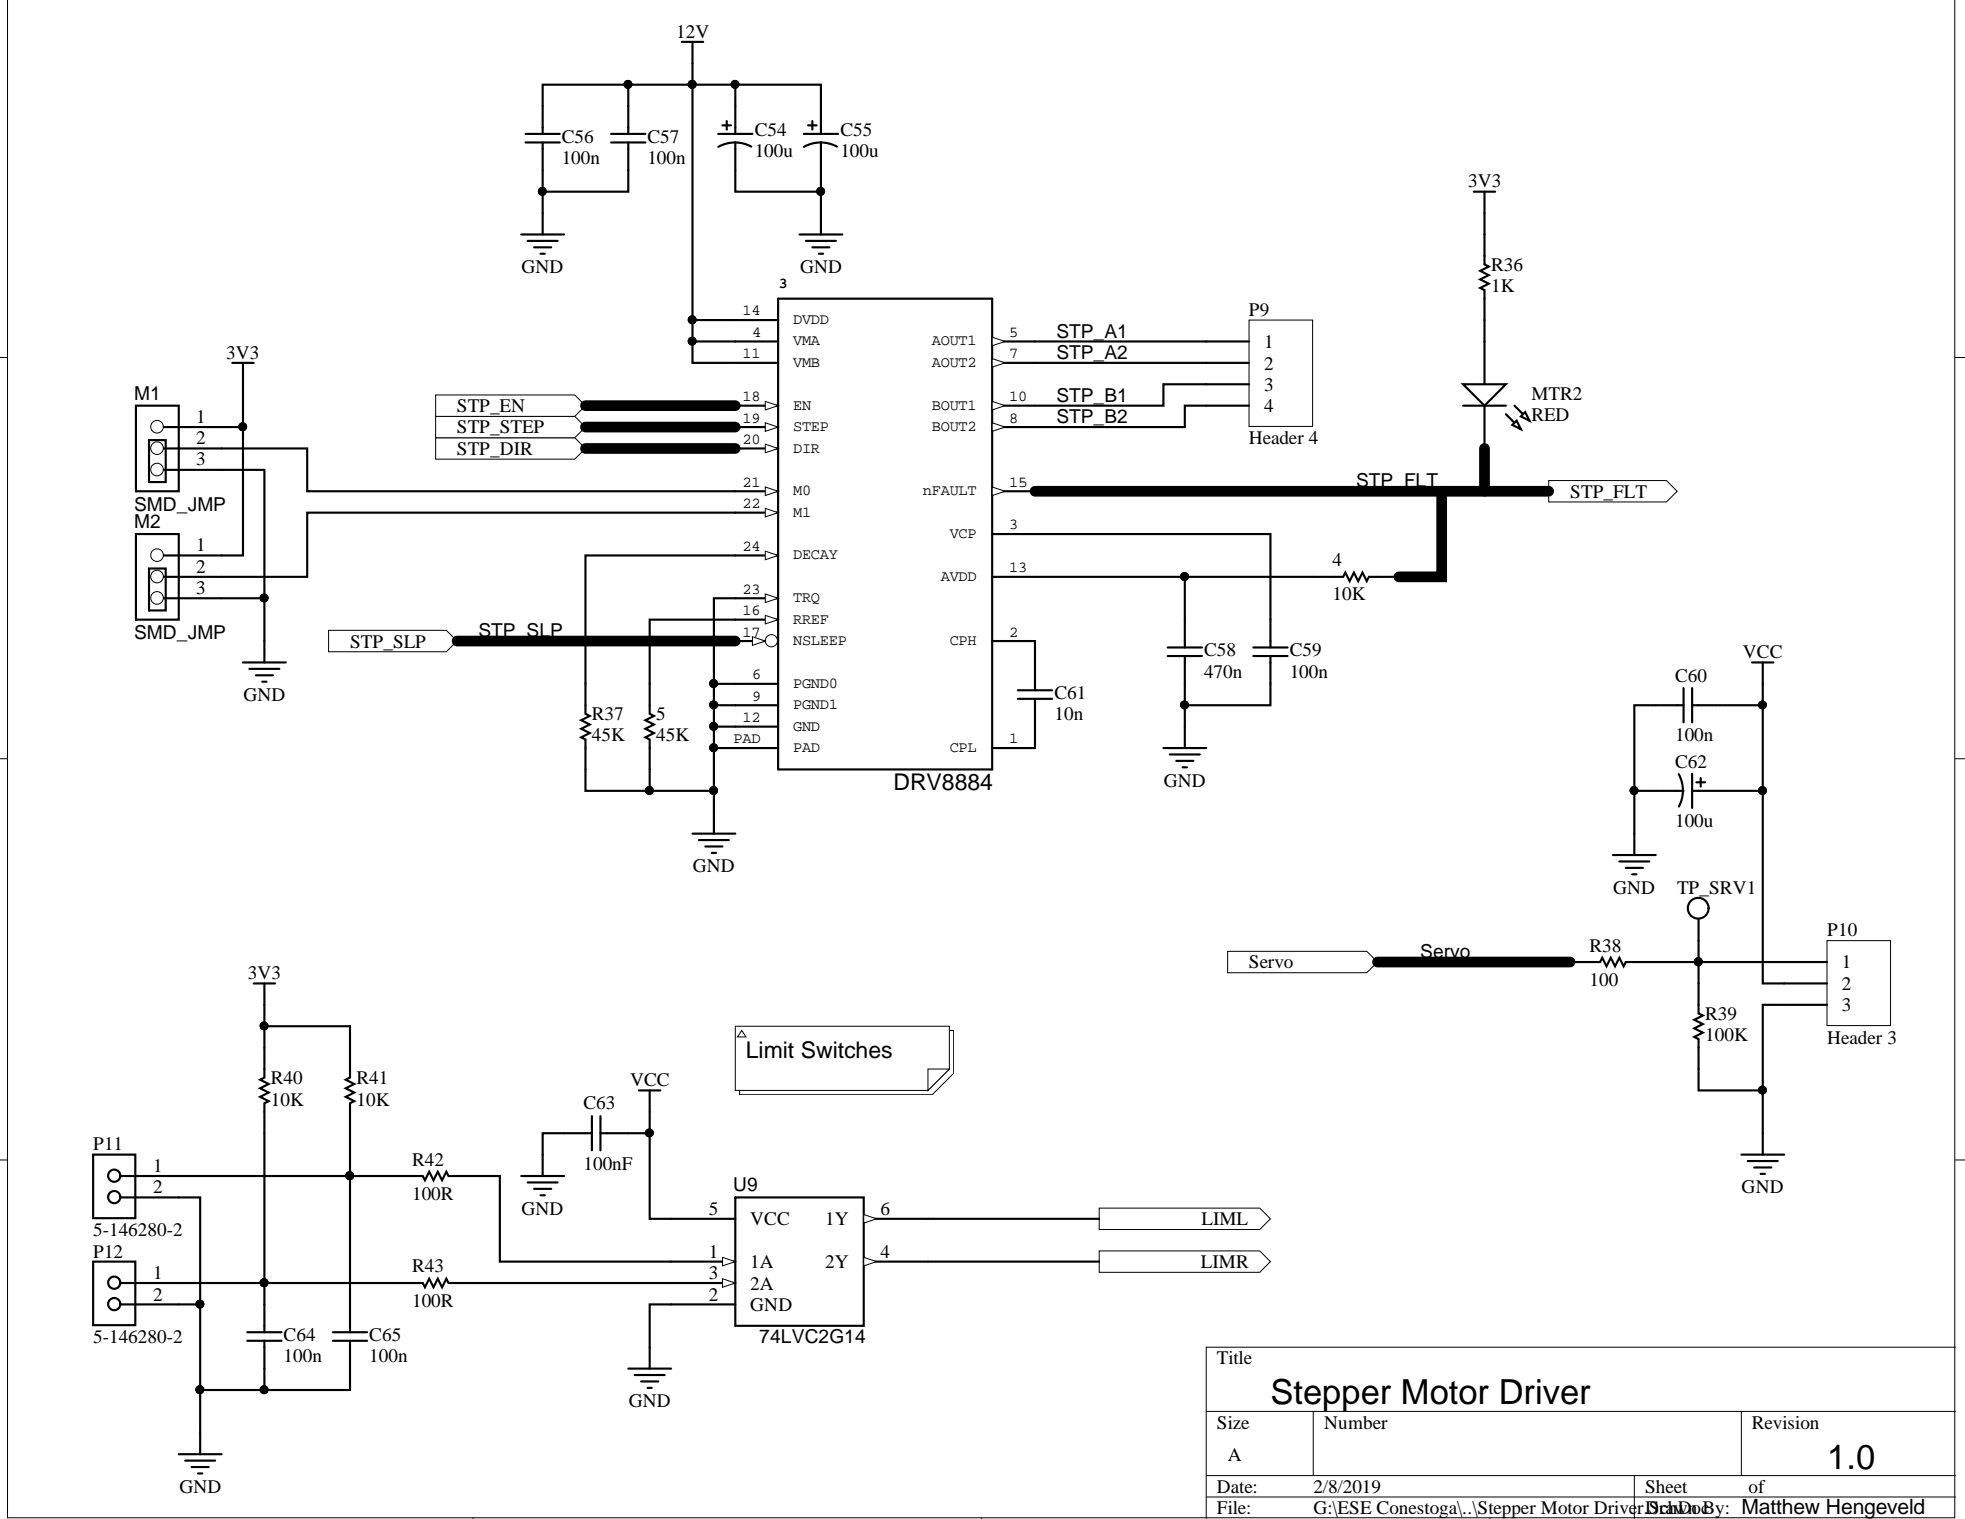 12V
C56
100n
C57
100n
C54
100u
C55
100u
GND
GND
3
14 DVDD
4 VMA
11 VMB
18 EN
19 STEP
20 DIR
21 M0
22 M1
24 DECAY
23 TRQ
16 RREF
17 NSLEEP
6 PGND0
9 PGND1
12 GND
PAD PAD
AOUT1 5 STP_A1
AOUT2 7 STP_A2
BOUT1 10 STP_B1
BOUT2 8 STP_B2
nFAULT 15 STP_FLT
VCP 3
AVDD 13
CPH 2
CPL 1
DRV8884
STP_EN
STP_STEP
STP_DIR
3V3
M1
1
2
3
SMD_JMP
M2
1
2
3
SMD_JMP
GND
STP_SLP STP_SLP
R37
45K
5
45K
GND
P9
1
2
3
4
Header 4
3V3
R36
1K
MTR2
RED
STP_FLT
4
10K
C58
470n
C59
100n
C61
10n
GND
VCC
C60
100n
C62
100u
GND
TP_SRV1
Servo Servo
R38
100
R39
100K
P10
1
2
3
Header 3
GND
3V3
R40
10K
R41
10K
P11
1
2
5-146280-2
P12
1
2
5-146280-2
R42
100R
R43
100R
C64
100n
C65
100n
GND
Limit Switches
VCC
C63
100nF
GND
U9
5 VCC
1 1A
3 2A
2 GND
1Y 6
2Y 4
74LVC2G14
GND
LIML
LIMR
Title
Stepper Motor Driver
Size
A
Number
Revision
1.0
Date: 2/8/2019 Sheet of
File: G:\ESE Conestoga\..\Stepper Motor Driver.SchDoc Drawn By: Matthew Hengeveld